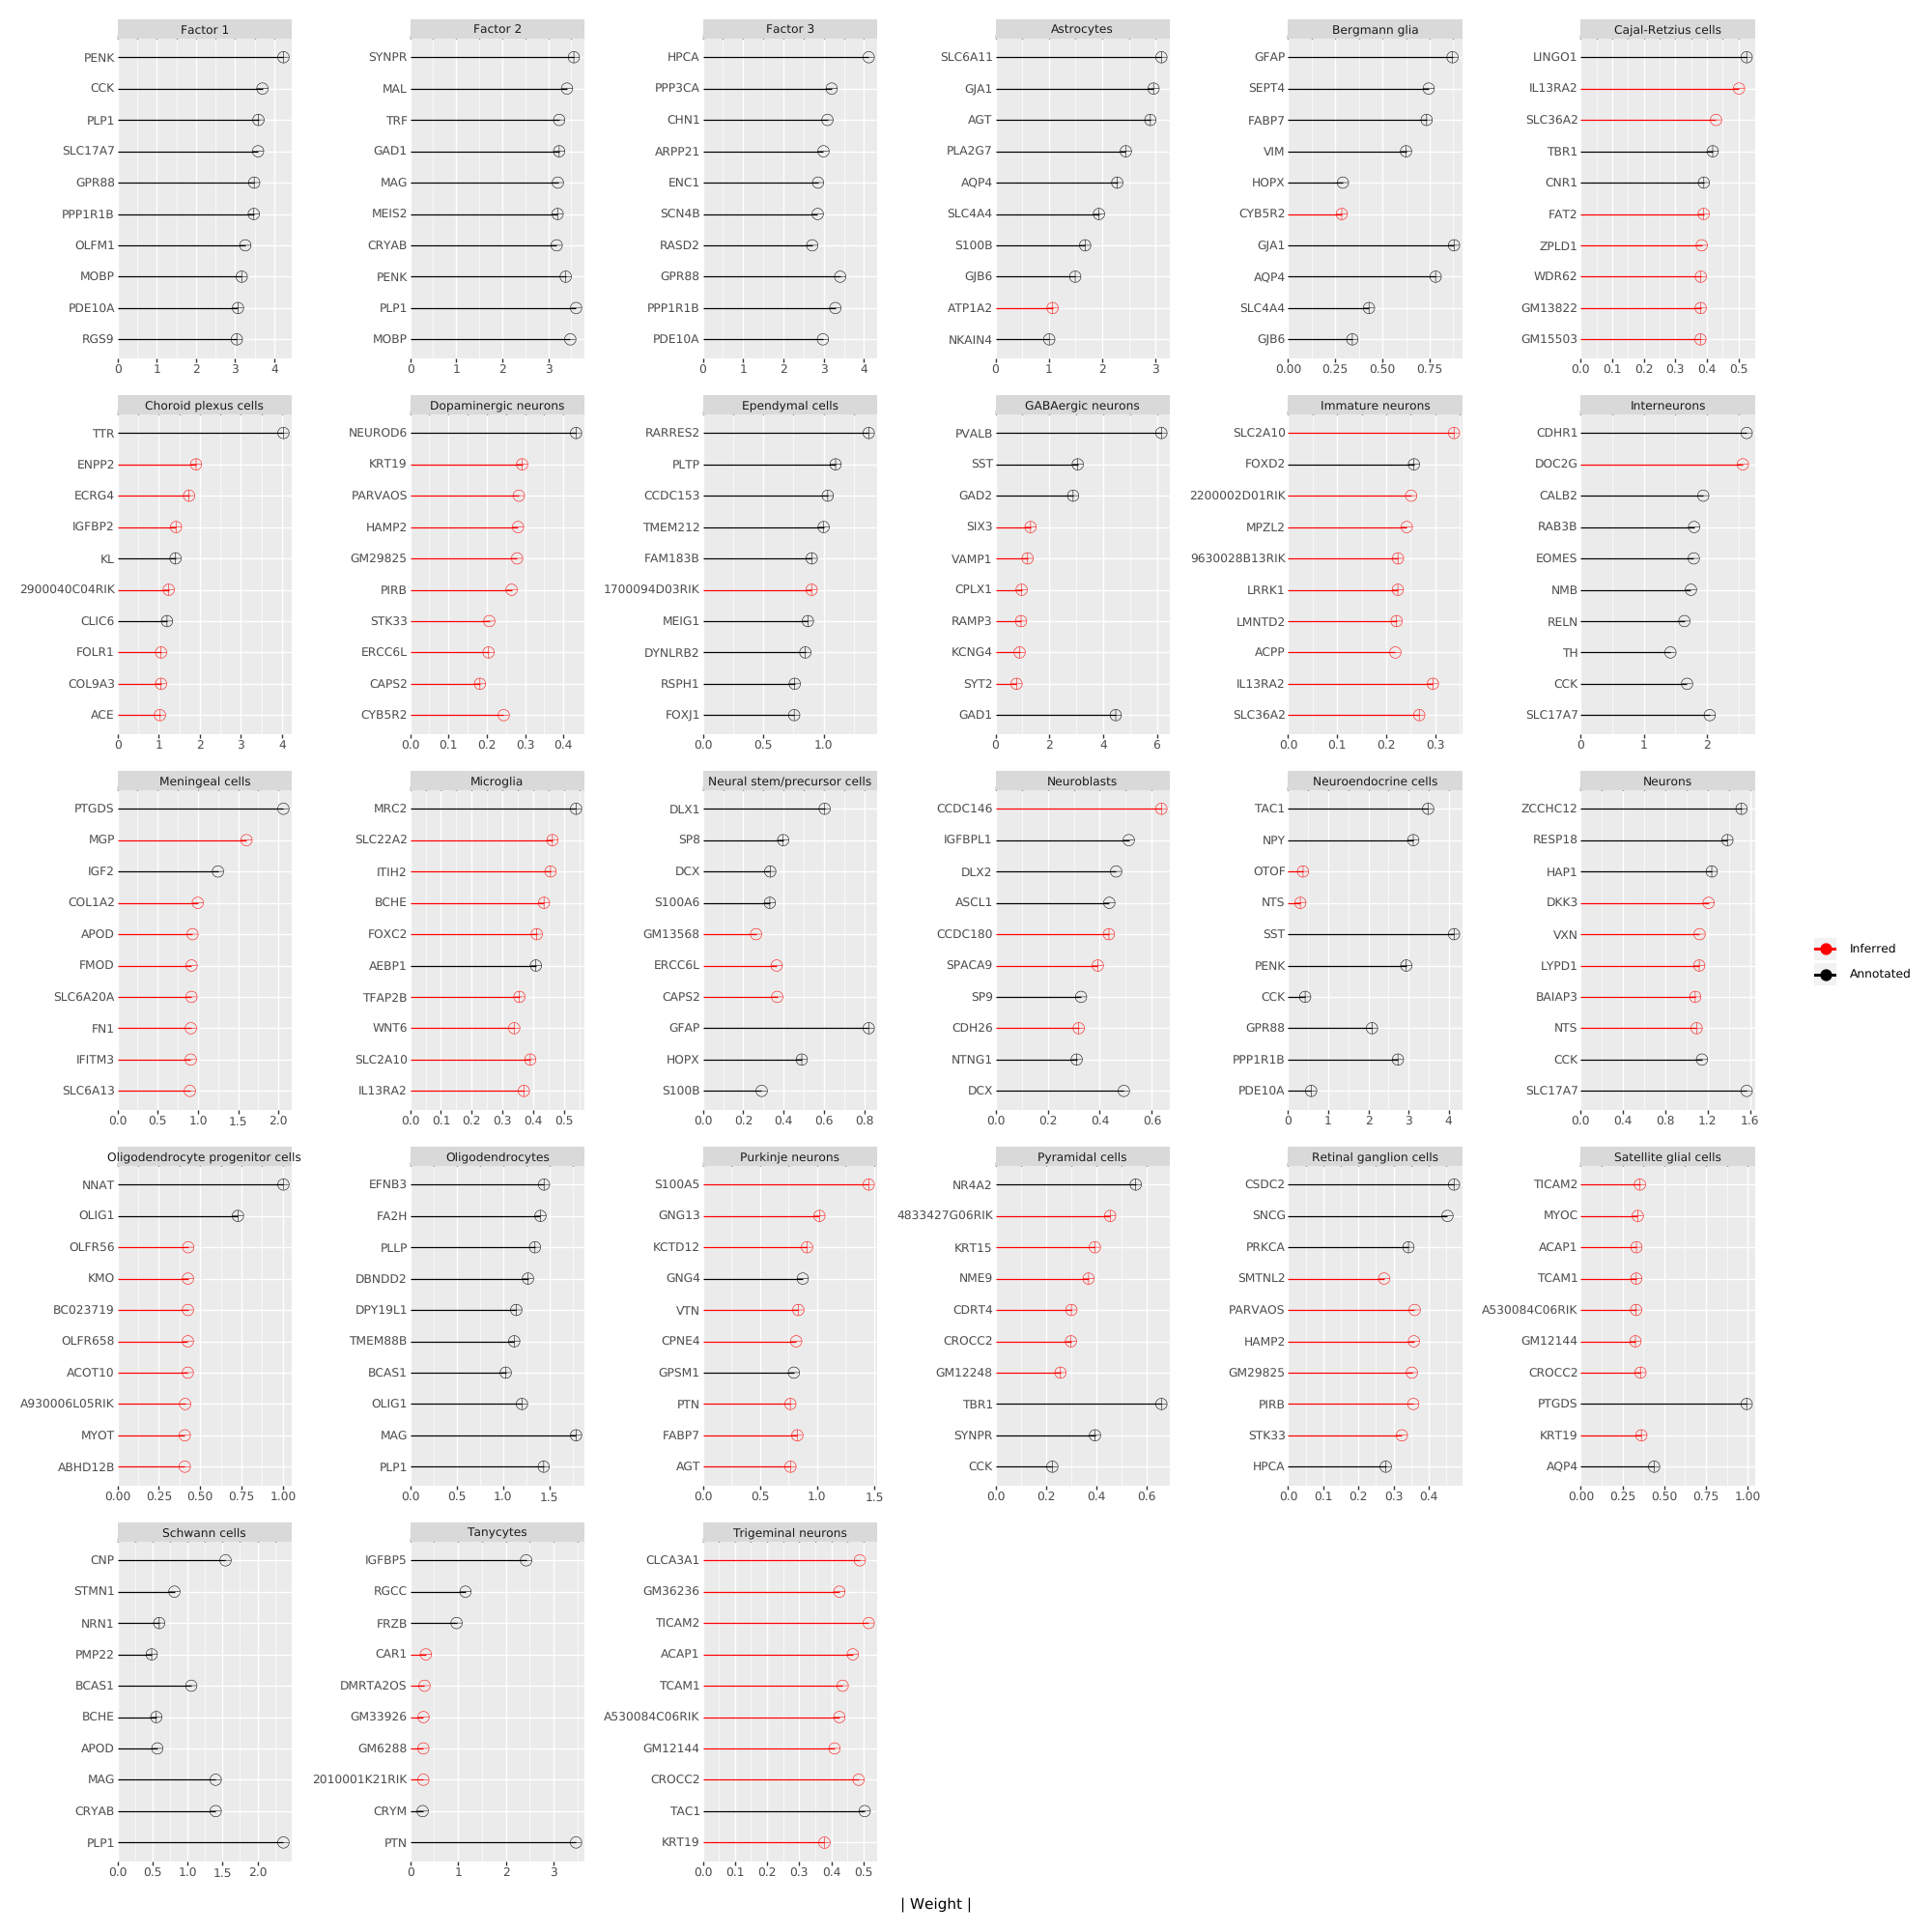 Factor 1
PENK
CCK
PLP1
SLC17A7
GPR88
PPP1R1B
OLFM1
MOBP
PDE10A
RGS9
0 1 2 3 4
Factor 2
SYNPR
MAL
TRF
GAD1
MAG
MEIS2
CRYAB
PENK
PLP1
MOBP
0 1 2 3
Factor 3
HPCA
PPP3CA
CHN1
ARPP21
ENC1
SCN4B
RASD2
GPR88
PPP1R1B
PDE10A
0 1 2 3 4
Astrocytes
SLC6A11
GJA1
AGT
PLA2G7
AQP4
SLC4A4
S100B
GJB6
ATP1A2
NKAIN4
0 1 2 3
Bergmann glia
GFAP
SEPT4
FABP7
VIM
HOPX
CYB5R2
GJA1
AQP4
SLC4A4
GJB6
0.00 0.25 0.50 0.75
Cajal-Retzius cells
LINGO1
IL13RA2
SLC36A2
TBR1
CNR1
FAT2
ZPLD1
WDR62
GM13822
GM15503
0.0 0.1 0.2 0.3 0.4 0.5
Choroid plexus cells
TTR
ENPP2
ECRG4
IGFBP2
KL
2900040C04RIK
CLIC6
FOLR1
COL9A3
ACE
0 1 2 3 4
Dopaminergic neurons
NEUROD6
KRT19
PARVAOS
HAMP2
GM29825
PIRB
STK33
ERCC6L
CAPS2
CYB5R2
0.0 0.1 0.2 0.3 0.4
Ependymal cells
RARRES2
PLTP
CCDC153
TMEM212
FAM183B
1700094D03RIK
MEIG1
DYNLRB2
RSPH1
FOXJ1
0.0 0.5 1.0
GABAergic neurons
PVALB
SST
GAD2
SIX3
VAMP1
CPLX1
RAMP3
KCNG4
SYT2
GAD1
0 2 4 6
Immature neurons
SLC2A10
FOXD2
2200002D01RIK
MPZL2
9630028B13RIK
LRRK1
LMNTD2
ACPP
IL13RA2
SLC36A2
0.0 0.1 0.2 0.3
Interneurons
CDHR1
DOC2G
CALB2
RAB3B
EOMES
NMB
RELN
TH
CCK
SLC17A7
0 1 2
Meningeal cells
PTGDS
MGP
IGF2
COL1A2
APOD
FMOD
SLC6A20A
FN1
IFITM3
SLC6A13
0.0 0.5 1.0 1.5 2.0
Microglia
MRC2
SLC22A2
ITIH2
BCHE
FOXC2
AEBP1
TFAP2B
WNT6
SLC2A10
IL13RA2
0.0 0.1 0.2 0.3 0.4 0.5
Neural stem/precursor cells
DLX1
SP8
DCX
S100A6
GM13568
ERCC6L
CAPS2
GFAP
HOPX
S100B
0.0 0.2 0.4 0.6 0.8
Neuroblasts
CCDC146
IGFBPL1
DLX2
ASCL1
CCDC180
SPACA9
SP9
CDH26
NTNG1
DCX
0.0 0.2 0.4 0.6
Neuroendocrine cells
TAC1
NPY
OTOF
NTS
SST
PENK
CCK
GPR88
PPP1R1B
PDE10A
0 1 2 3 4
Neurons
ZCCHC12
RESP18
HAP1
DKK3
VXN
LYPD1
BAIAP3
NTS
CCK
SLC17A7
0.0 0.4 0.8 1.2 1.6
Inferred
Annotated
Oligodendrocyte progenitor cells
NNAT
OLIG1
OLFR56
KMO
BC023719
OLFR658
ACOT10
A930006L05RIK
MYOT
ABHD12B
0.00 0.25 0.50 0.75 1.00
Oligodendrocytes
EFNB3
FA2H
PLLP
DBNDD2
DPY19L1
TMEM88B
BCAS1
OLIG1
MAG
PLP1
0.0 0.5 1.0 1.5
Purkinje neurons
S100A5
GNG13
KCTD12
GNG4
VTN
CPNE4
GPSM1
PTN
FABP7
AGT
0.0 0.5 1.0 1.5
Pyramidal cells
NR4A2
4833427G06RIK
KRT15
NME9
CDRT4
CROCC2
GM12248
TBR1
SYNPR
CCK
0.0 0.2 0.4 0.6
Retinal ganglion cells
CSDC2
SNCG
PRKCA
SMTNL2
PARVAOS
HAMP2
GM29825
PIRB
STK33
HPCA
0.0 0.1 0.2 0.3 0.4
Satellite glial cells
TICAM2
MYOC
ACAP1
TCAM1
A530084C06RIK
GM12144
CROCC2
PTGDS
KRT19
AQP4
0.00 0.25 0.50 0.75 1.00
Schwann cells
CNP
STMN1
NRN1
PMP22
BCAS1
BCHE
APOD
MAG
CRYAB
PLP1
0.0 0.5 1.0 1.5 2.0
Tanycytes
IGFBP5
RGCC
FRZB
CAR1
DMRTA2OS
GM33926
GM6288
2010001K21RIK
CRYM
PTN
0 1 2 3
Trigeminal neurons
CLCA3A1
GM36236
TICAM2
ACAP1
TCAM1
A530084C06RIK
GM12144
CROCC2
TAC1
KRT19
0.0 0.1 0.2 0.3 0.4 0.5
| Weight |